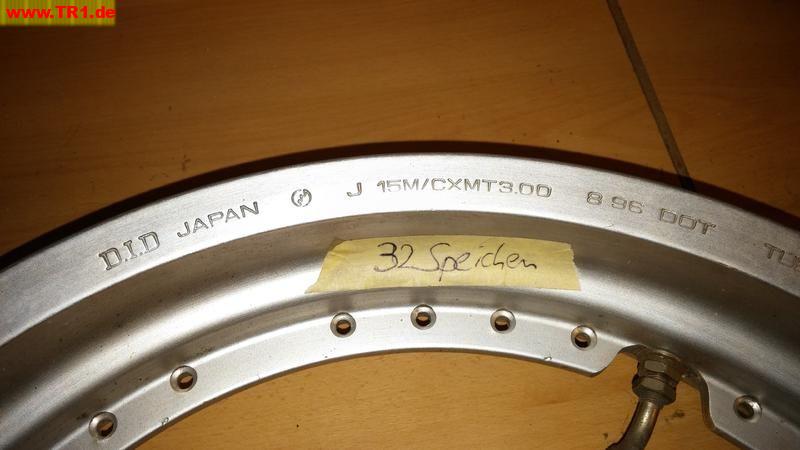 www.TR1.de
D.I.D JAPAN J 15M/CXMT3.00 8 96 DOT
32 Speichen